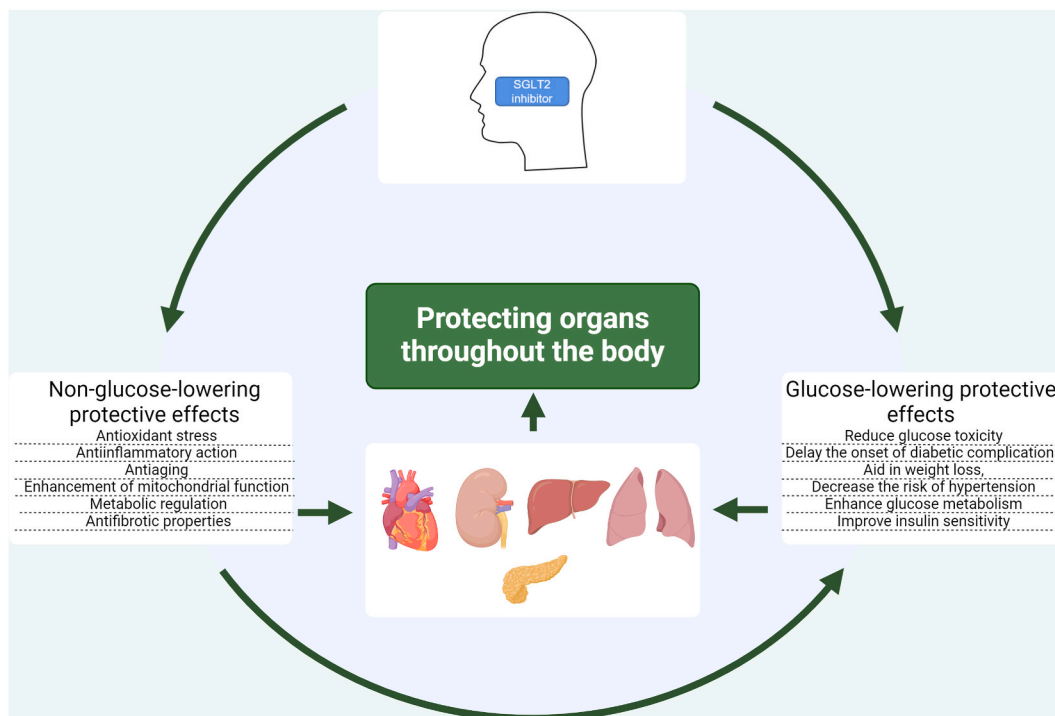 SGLT2
inhibitor
Protecting organs
throughout the body
Non-glucose-lowering
protective effects
Antioxidant stress
Antiinflammatory action
Antiaging
Enhancement of mitochondrial function
Metabolic regulation
Antifibrotic properties
Glucose-lowering protective
effects
Reduce glucose toxicity
Delay the onset of diabetic complication
Aid in weight loss,
Decrease the risk of hypertension
Enhance glucose metabolism
Improve insulin sensitivity